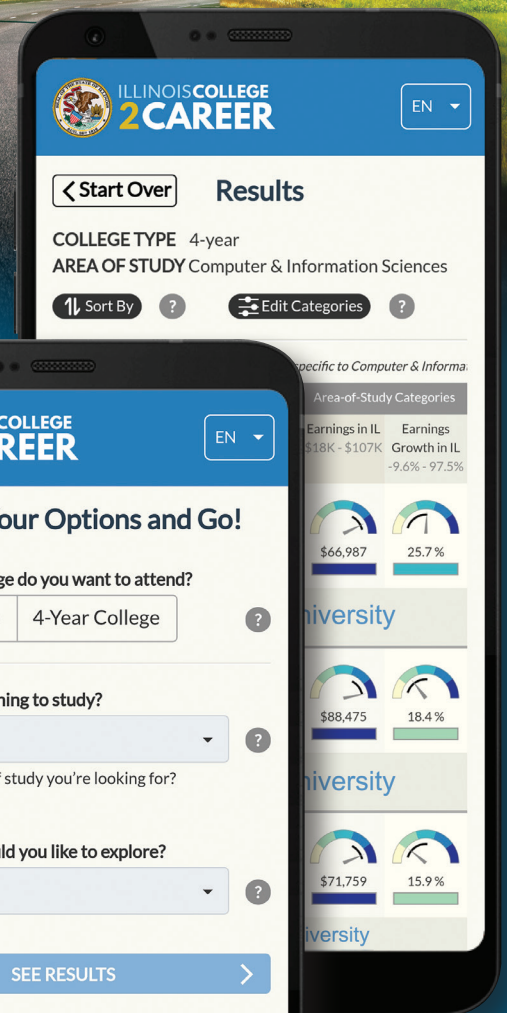 ILLINOISCOLLEGE
2CAREER
EN
Start Over
Results
COLLEGE TYPE 4-year
AREA OF STUDY Computer & Information Sciences
Sort By ? Edit Categories ?
specific to Computer & Informa
Area-of-Study Categories
Earnings in IL Earnings
$18K - $107K Growth in IL
-9.6% - 97.5%
$66,987 25.7 %
niversity
$88,475 18.4 %
niversity
$71,759 15.9 %
iversity
COLLEGE
REER
EN
our Options and Go!
ge do you want to attend?
4-Year College ?
ning to study?
?
f study you're looking for?
uld you like to explore?
?
SEE RESULTS